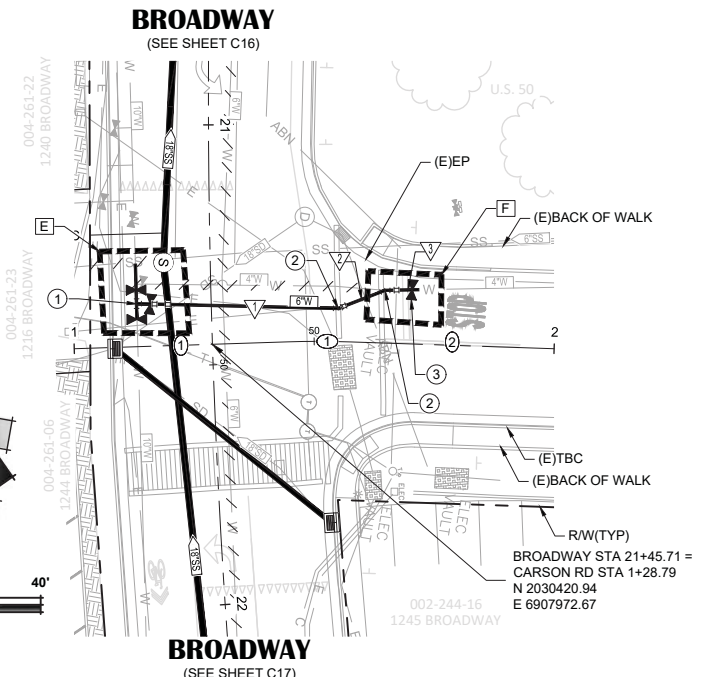 BROADWAY
(SEE SHEET C16)
004-261-22
1240 BROADWAY
U.S. 50
10"W
6"W
21
ABN
18"SS
(E)EP
F
(E)BACK OF WALK
E
D
SS
18"SD
SS
6"SS
3
2
2
4"W
4"W
S
1
1
6"W
W
004-261-23
1216 BROADWAY
1
50
1
1
2
2
50
3
2
ELEC
VAULT
T
T
SD
6"W
10"W
004-261-06
1244 BROADWAY
(E)TBC
(E)BACK OF WALK
ELEC
VAULT
ELEC
VAULT
R/W(TYP)
BROADWAY STA 21+45.71 =
CARSON RD STA 1+28.79
N 2030420.94
E 6907972.67
40'
18"SS
22
002-244-16
1245 BROADWAY
BROADWAY
(SEE SHEET C17)